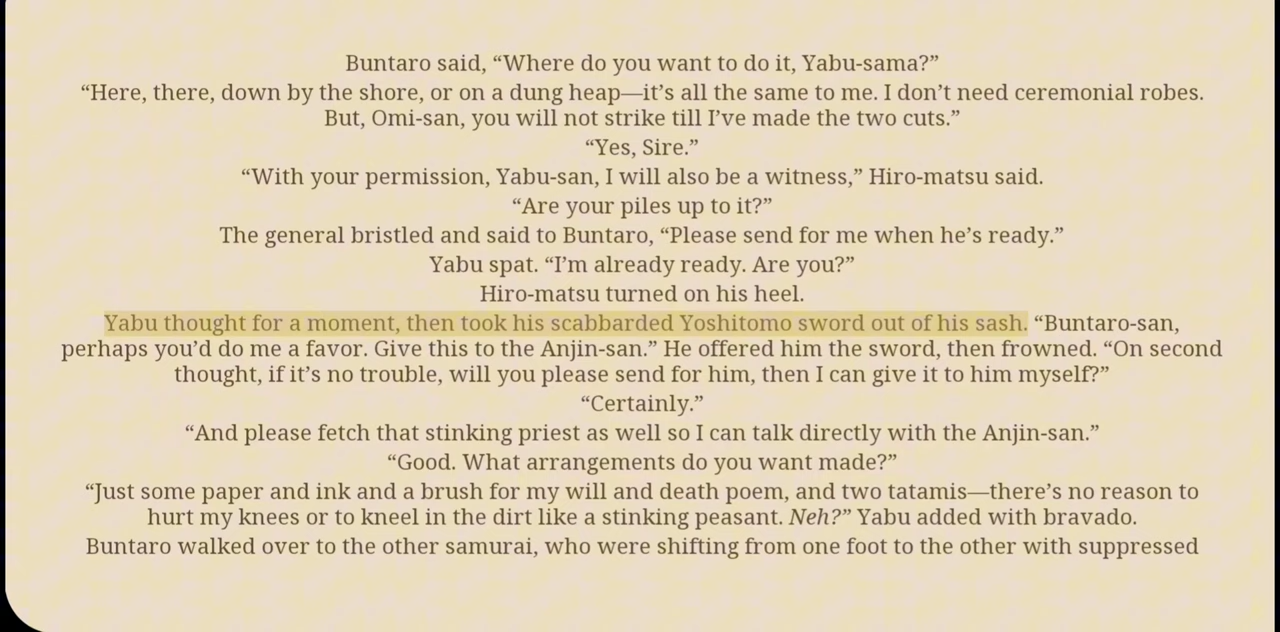 Buntaro said, “Where do you want to do it, Yabu-sama?”
“Here, there, down by the shore, or on a dung heap—it’s all the same to me. I don’t need ceremonial robes.
But, Omi-san, you will not strike till I’ve made the two cuts.”
“Yes, Sire.”
“With your permission, Yabu-san, I will also be a witness,” Hiro-matsu said.
“Are your piles up to it?”
The general bristled and said to Buntaro, “Please send for me when he’s ready.”
Yabu spat. “I’m already ready. Are you?”
Hiro-matsu turned on his heel.
Yabu thought for a moment, then took his scabbarded Yoshitomo sword out of his sash. “Buntaro-san,
perhaps you’d do me a favor. Give this to the Anjin-san.” He offered him the sword, then frowned. “On second
thought, if it’s no trouble, will you please send for him, then I can give it to him myself?”
“Certainly.”
“And please fetch that stinking priest as well so I can talk directly with the Anjin-san.”
“Good. What arrangements do you want made?”
“Just some paper and ink and a brush for my will and death poem, and two tatamis—there’s no reason to
hurt my knees or to kneel in the dirt like a stinking peasant. Neh?” Yabu added with bravado.
Buntaro walked over to the other samurai, who were shifting from one foot to the other with suppressed